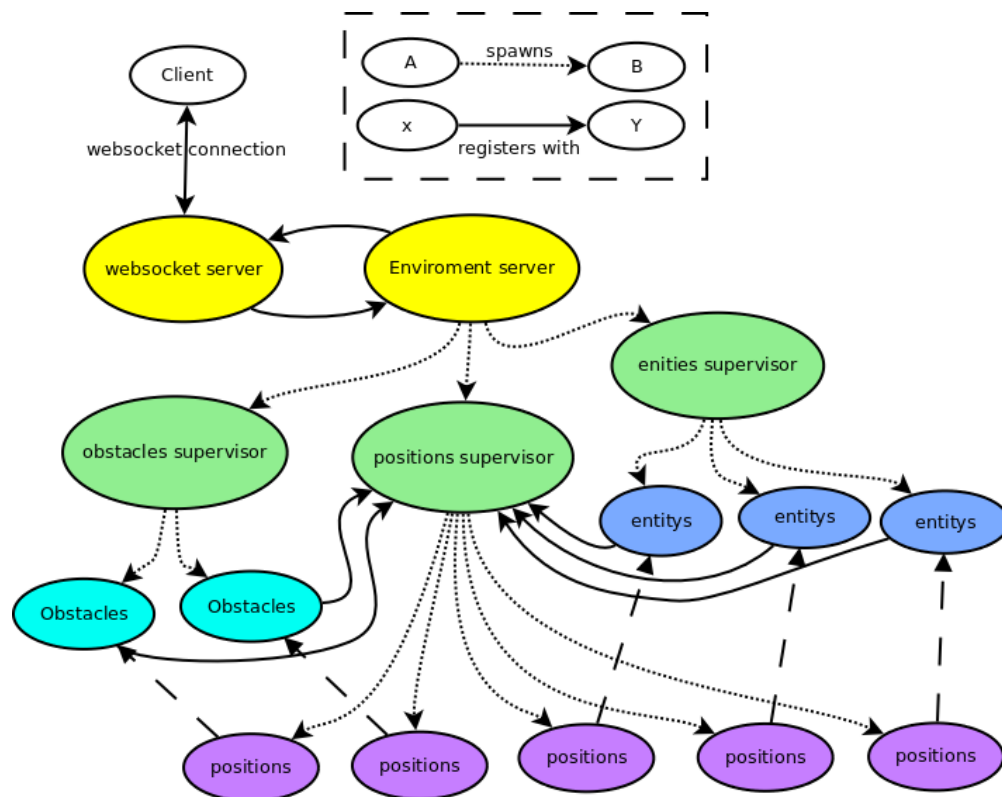 A
spawns
B
Client
x
Y
registers with
websocket connection
websocket server
Enviroment server
enities supervisor
obstacles supervisor
positions supervisor
entitys
entitys
entitys
Obstacles
Obstacles
positions
positions
positions
positions
positions